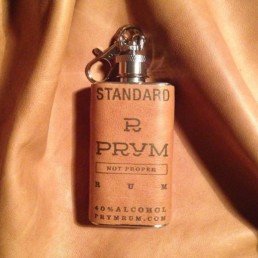 STANDARD
R
PRYM
NOT PROPER
RUM
40% ALCOHOL
PRYMRUM.COM